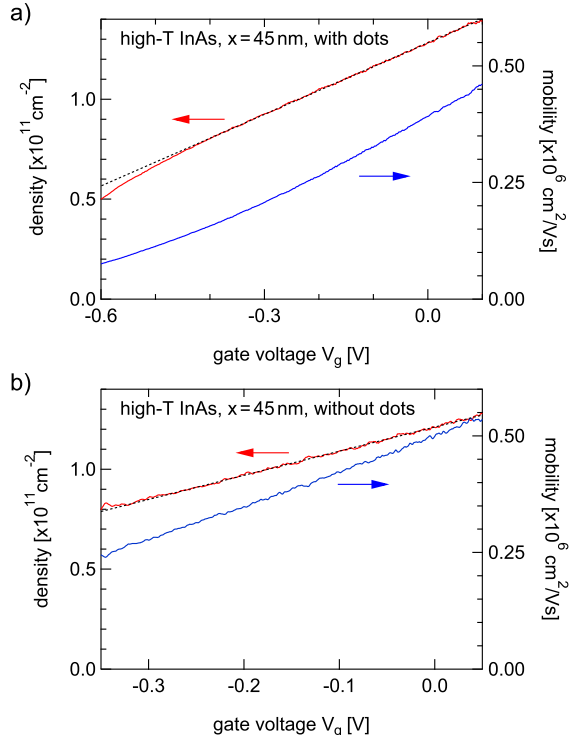 a)
high-T InAs, x = 45 nm, with dots
density [x10^11 cm^-2]
1.0
0.5
0.0
mobility [x10^6 cm^2/Vs]
0.50
0.25
0.00
-0.6
-0.3
0.0
gate voltage V_g [V]
b)
high-T InAs, x = 45 nm, without dots
density [x10^11 cm^-2]
1.0
0.5
0.0
mobility [x10^6 cm^2/Vs]
0.50
0.25
0.00
-0.3
-0.2
-0.1
0.0
gate voltage V_g [V]